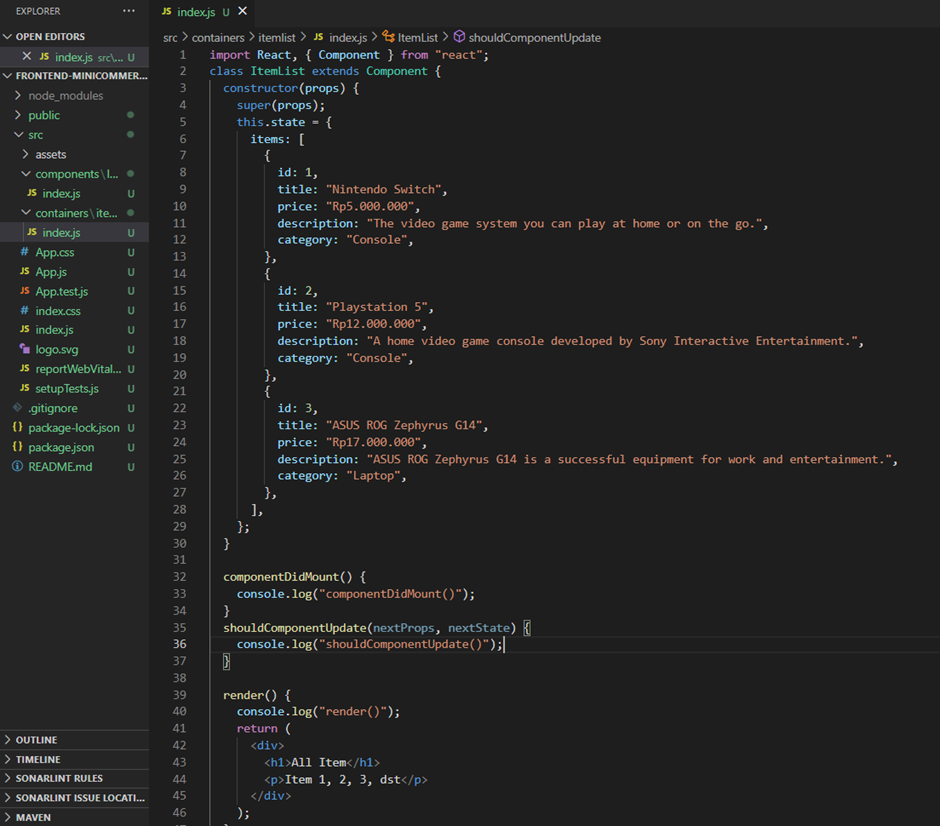 EXPLORER ···
OPEN EDITORS
JS index.js src\... U
FRONTEND-MINICOMMER...
node_modules
public
src
assets
components\l...
JS index.js U
containers\ite...
JS index.js U
# App.css U
JS App.js U
JS App.test.js U
# index.css U
JS index.js U
logo.svg U
JS reportWebVital... U
JS setupTests.js U
.gitignore U
{} package-lock.json U
{} package.json U
README.md U
OUTLINE
TIMELINE
SONARLINT RULES
SONARLINT ISSUE LOCATI...
MAVEN
JS index.js U
src > containers > itemlist > JS index.js > ItemList > shouldComponentUpdate
1 import React, { Component } from "react";
2 class ItemList extends Component {
3 constructor(props) {
4 super(props);
5 this.state = {
6 items: [
7 {
8 id: 1,
9 title: "Nintendo Switch",
10 price: "Rp5.000.000",
11 description: "The video game system you can play at home or on the go.",
12 category: "Console",
13 },
14 {
15 id: 2,
16 title: "Playstation 5",
17 price: "Rp12.000.000",
18 description: "A home video game console developed by Sony Interactive Entertainment.",
19 category: "Console",
20 },
21 {
22 id: 3,
23 title: "ASUS ROG Zephyrus G14",
24 price: "Rp17.000.000",
25 description: "ASUS ROG Zephyrus G14 is a successful equipment for work and entertainment.",
26 category: "Laptop",
27 },
28 ],
29 };
30 }
31
32 componentDidMount() {
33 console.log("componentDidMount()");
34 }
35 shouldComponentUpdate(nextProps, nextState) {
36 console.log("shouldComponentUpdate()");
37 }
38
39 render() {
40 console.log("render()");
41 return (
42 <div>
43 <h1>All Item</h1>
44 <p>Item 1, 2, 3, dst</p>
45 </div>
46 );